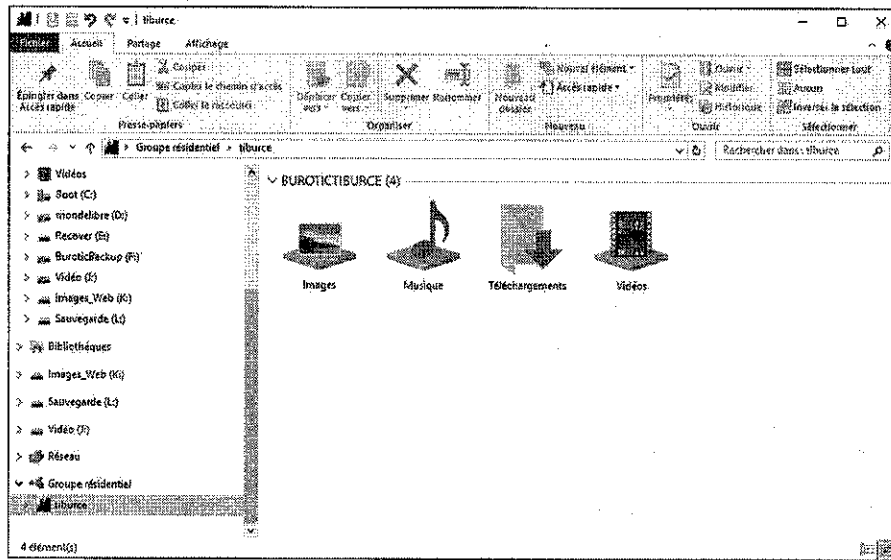 tiburce
Fichier Accueil Partage Affichage
Épingler dans Accès rapide
Copier
Coller
Couper
Copier le chemin d'accès
Coller le raccourci
Presse-papiers
Déplacer vers
Copier vers
Supprimer
Renommer
Organiser
Nouveau dossier
Nouvel élément
Accès rapide
Nouveau
Propriétés
Ouvrir
Modifier
Historique
Ouvrir
Sélectionner tout
Aucun
Inverser la sélection
Sélectionner
Groupe résidentiel > tiburce
Rechercher dans : tiburce
Vidéos
Boot (C:)
mondelibre (D:)
Recover (E:)
BuroticBackup (F:)
Vidéo (J:)
Images_Web (K:)
Sauvegarde (L:)
Bibliothèques
Images_Web (K:)
Sauvegarde (L:)
Vidéo (J:)
Réseau
Groupe résidentiel
tiburce
BUROTICTIBURCE (4)
Images
Musique
Téléchargements
Vidéos
4 élément(s)